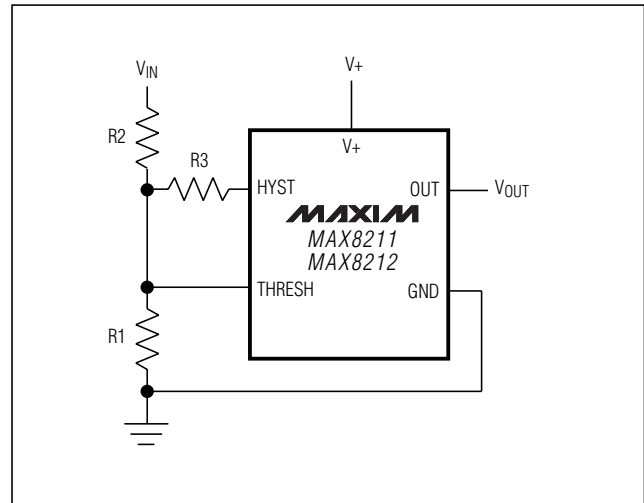 V+
VIN
V+
R2
R3
HYST
OUT
VOUT
MAXIM
MAX8211
MAX8212
THRESH
GND
R1